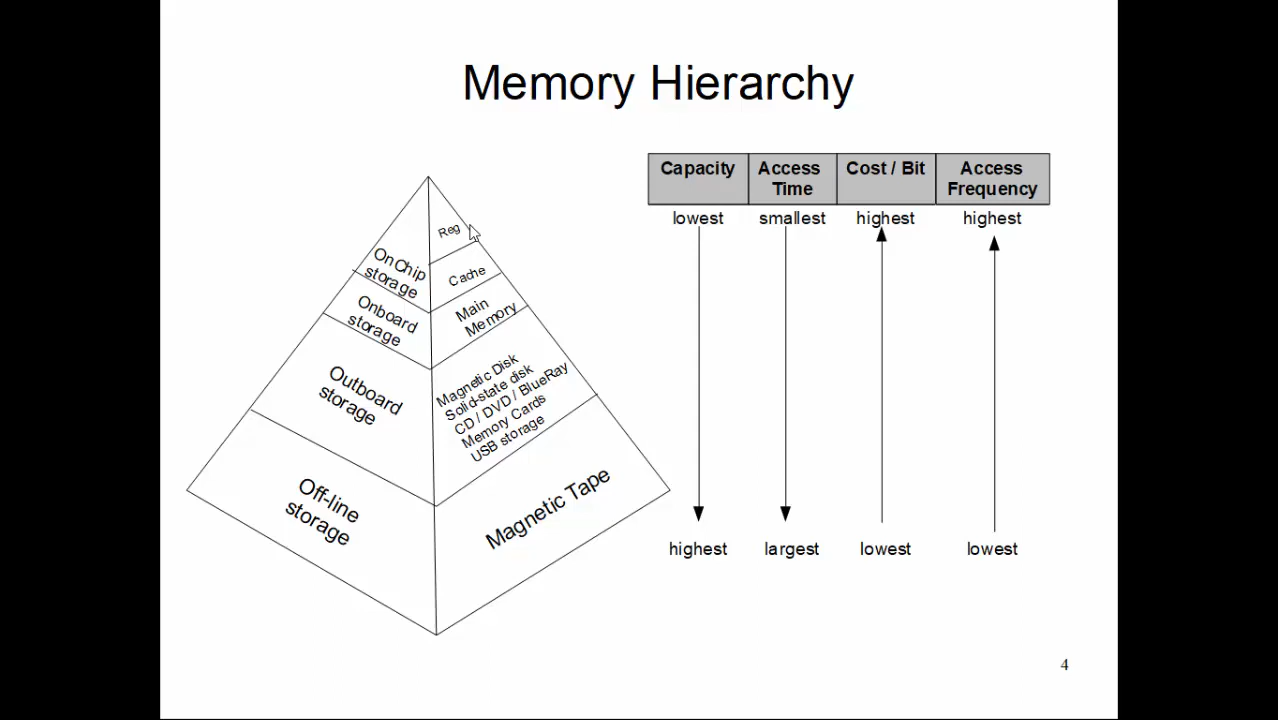 Memory Hierarchy
Capacity
Access
Time
Cost / Bit
Access
Frequency
lowest
smallest
highest
highest
Reg
OnChip
storage
Cache
Onboard
storage
Main
Memory
Outboard
storage
Magnetic Disk
Solid-state disk
CD / DVD / BlueRay
Memory Cards
USB storage
Off-line
storage
Magnetic Tape
highest
largest
lowest
lowest
4